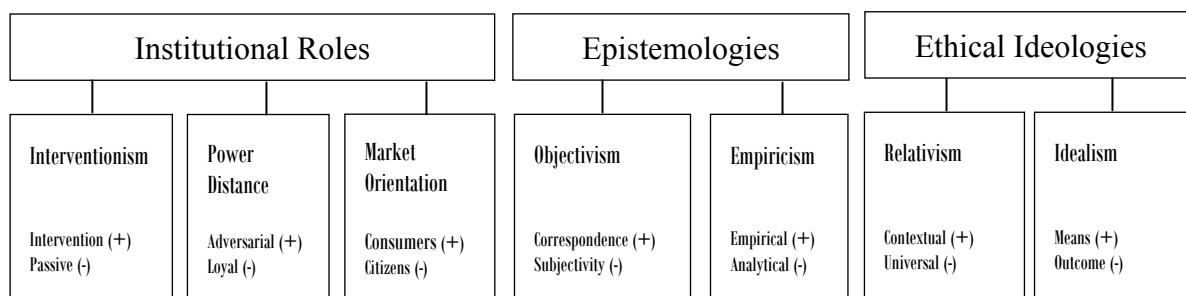 Institutional Roles
Epistemologies
Ethical Ideologies
Interventionism
Intervention (+)
Passive (-)
Power
Distance
Adversarial (+)
Loyal (-)
Market
Orientation
Consumers (+)
Citizens (-)
Objectivism
Correspondence (+)
Subjectivity (-)
Empiricism
Empirical (+)
Analytical (-)
Relativism
Contextual (+)
Universal (-)
Idealism
Means (+)
Outcome (-)